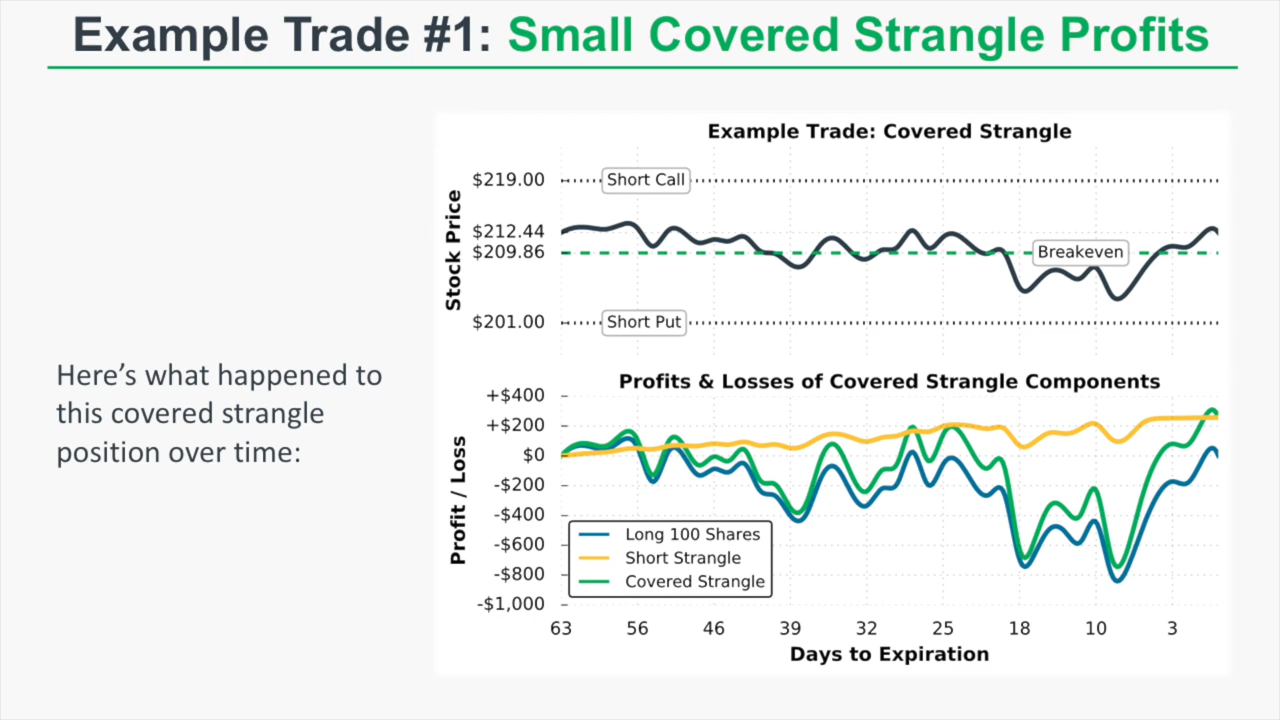 Example Trade #1: Small Covered Strangle Profits
Here’s what happened to
this covered strangle
position over time:
Example Trade: Covered Strangle
Stock Price
$219.00
$212.44
$209.86
$201.00
Short Call
Breakeven
Short Put
Profits & Losses of Covered Strangle Components
Profit / Loss
+$400
+$200
$0
-$200
-$400
-$600
-$800
-$1,000
Long 100 Shares
Short Strangle
Covered Strangle
63 56 46 39 32 25 18 10 3
Days to Expiration